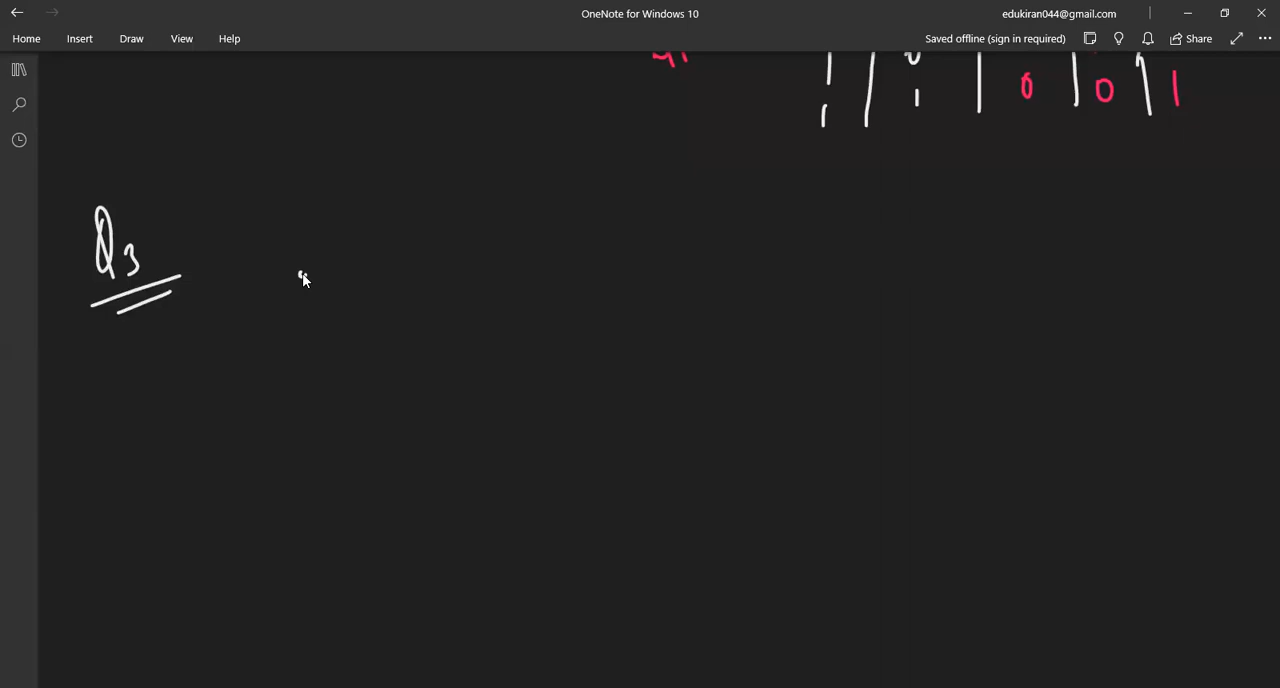 OneNote for Windows 10
edukiran044@gmail.com
Home Insert Draw View Help
Saved offline (sign in required) Share
1 0 0 1
Q3